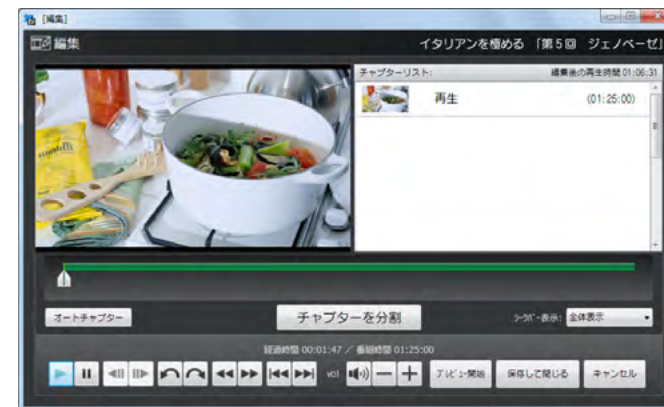 [編集]
編集
イタリアンを極める 「第5回 ジェノベーゼ」
チャプターリスト:
編集後の再生時間 01:06:31
再生
(01:25:00)
オートチャプター
チャプターを分割
シークバー表示:
全体表示
経過時間 00:01:47 / 番組時間 01:25:00
vol
プレビュー開始
保存して閉じる
キャンセル